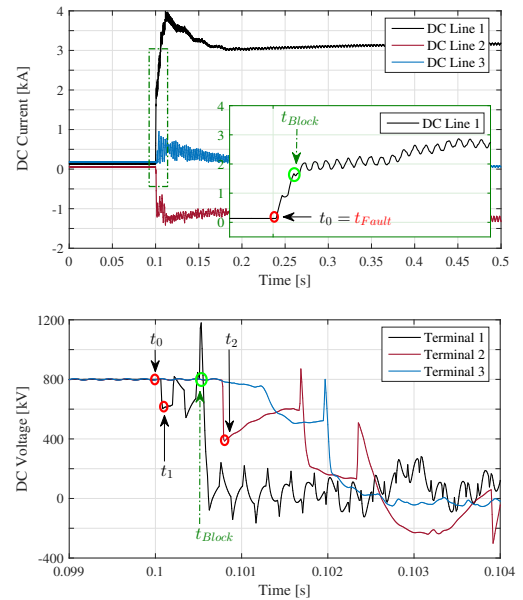 4
3
2
1
0
-1
-2
DC Current [kA]
DC Line 1
DC Line 2
DC Line 3
4
2
0
t_Block
DC Line 1
t_0 = t_Fault
0 0.05 0.1 0.15 0.2 0.25 0.3 0.35 0.4 0.45 0.5
Time [s]
1200
800
400
0
-400
DC Voltage [kV]
t_0
t_2
t_1
t_Block
Terminal 1
Terminal 2
Terminal 3
0.099 0.1 0.101 0.102 0.103 0.104
Time [s]